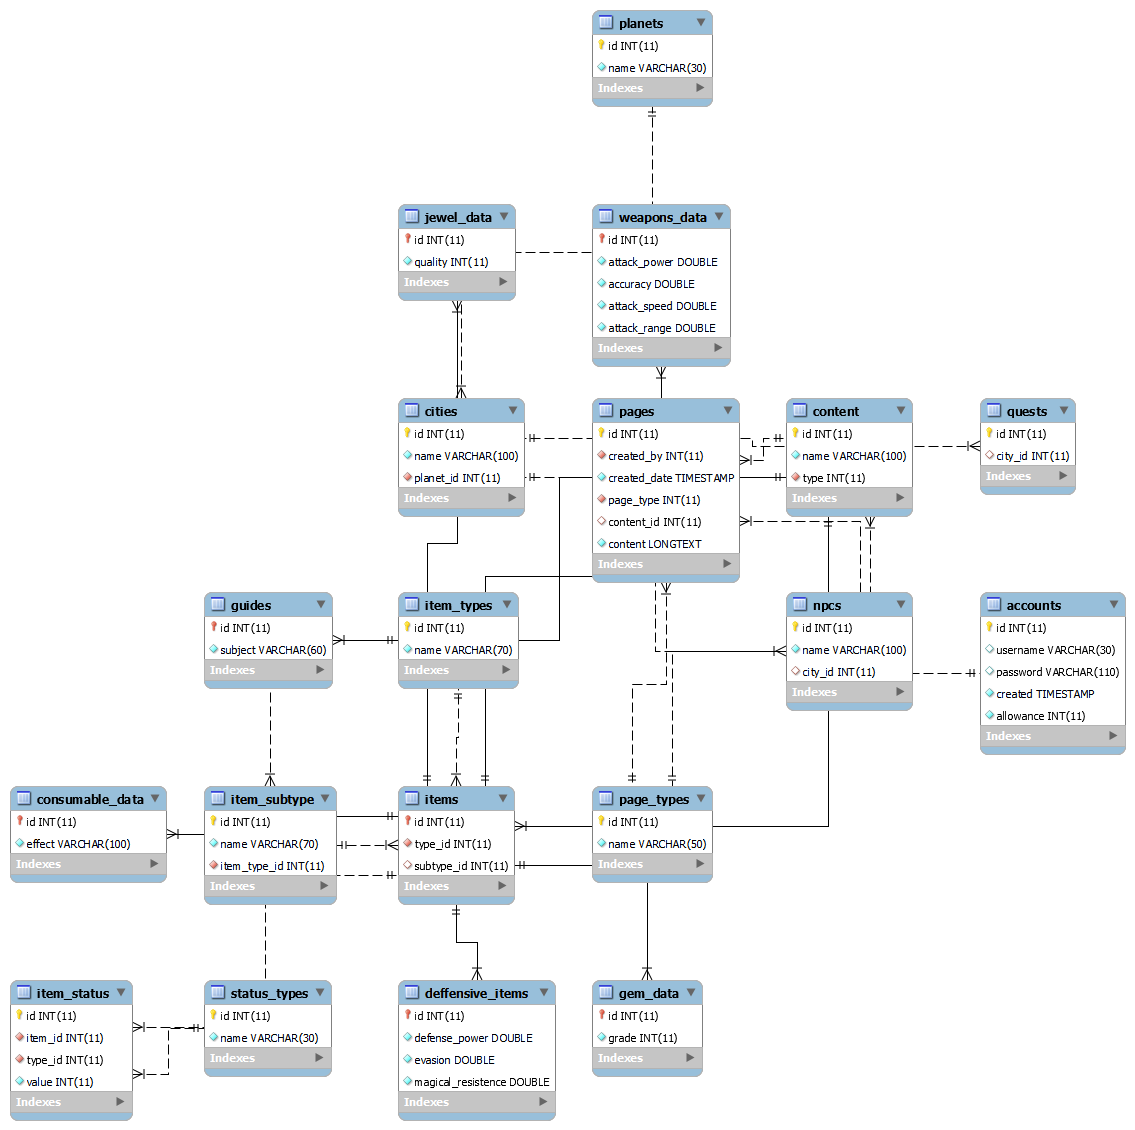 planets
id INT(11)
name VARCHAR(30)
Indexes
jewel_data
id INT(11)
quality INT(11)
Indexes
weapons_data
id INT(11)
attack_power DOUBLE
accuracy DOUBLE
attack_speed DOUBLE
attack_range DOUBLE
Indexes
cities
id INT(11)
name VARCHAR(100)
planet_id INT(11)
Indexes
pages
id INT(11)
created_by INT(11)
created_date TIMESTAMP
page_type INT(11)
content_id INT(11)
content LONGTEXT
Indexes
content
id INT(11)
name VARCHAR(100)
type INT(11)
Indexes
quests
id INT(11)
city_id INT(11)
Indexes
guides
id INT(11)
subject VARCHAR(60)
Indexes
item_types
id INT(11)
name VARCHAR(70)
Indexes
npcs
id INT(11)
name VARCHAR(100)
city_id INT(11)
Indexes
accounts
id INT(11)
username VARCHAR(30)
password VARCHAR(110)
created TIMESTAMP
allowance INT(11)
Indexes
consumable_data
id INT(11)
effect VARCHAR(100)
Indexes
item_subtype
id INT(11)
name VARCHAR(70)
item_type_id INT(11)
Indexes
items
id INT(11)
type_id INT(11)
subtype_id INT(11)
Indexes
page_types
id INT(11)
name VARCHAR(50)
Indexes
item_status
id INT(11)
item_id INT(11)
type_id INT(11)
value INT(11)
Indexes
status_types
id INT(11)
name VARCHAR(30)
Indexes
deffensive_items
id INT(11)
defense_power DOUBLE
evasion DOUBLE
magical_resistence DOUBLE
Indexes
gem_data
id INT(11)
grade INT(11)
Indexes